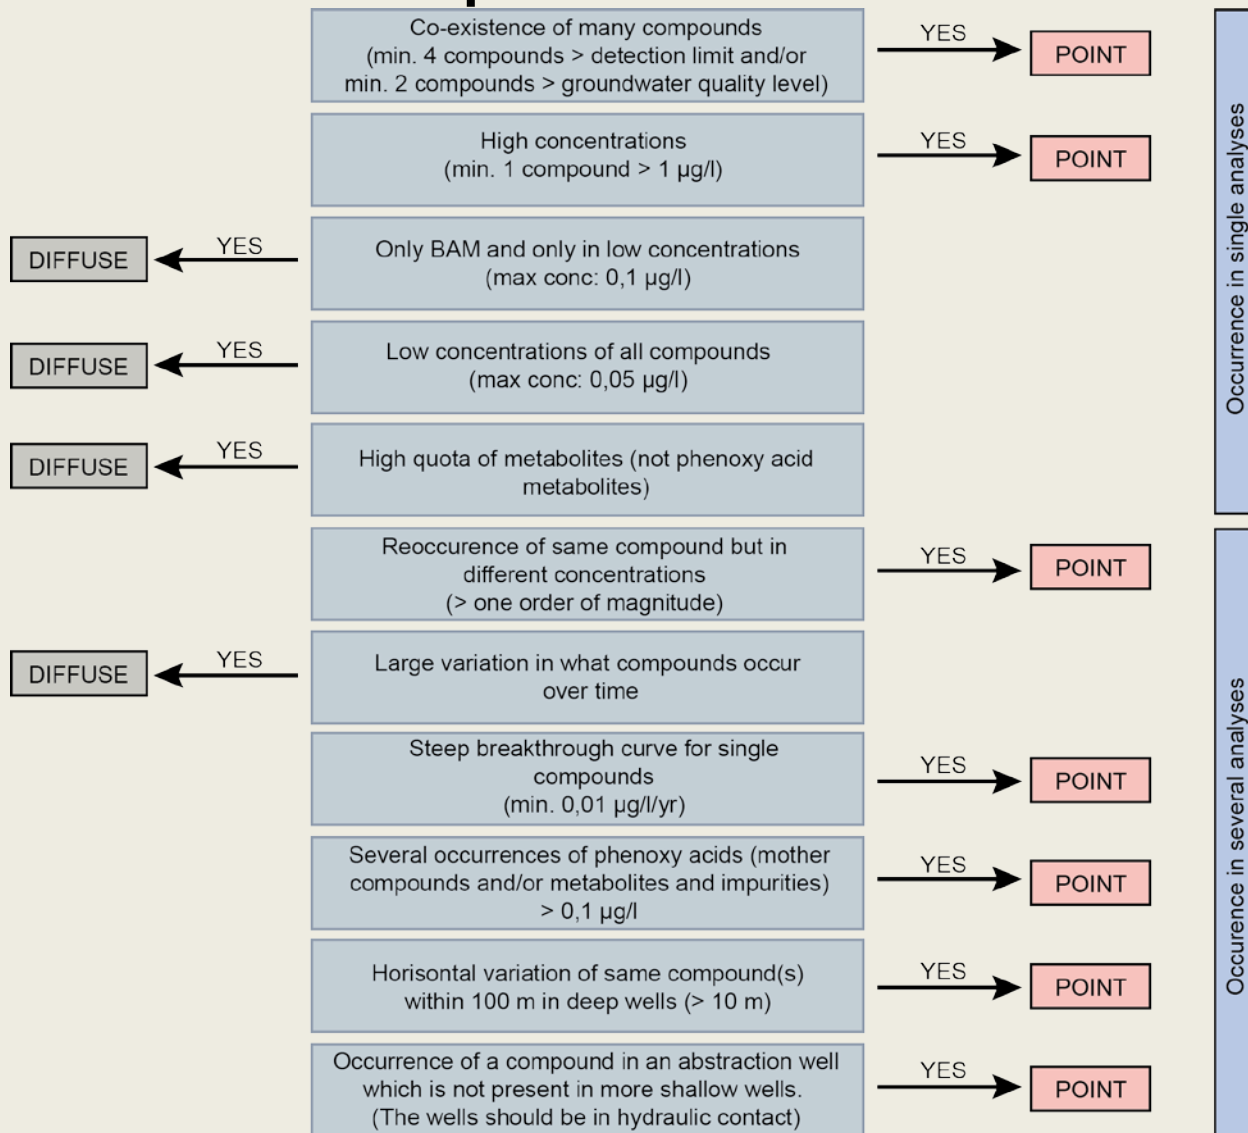 Co-existence of many compounds
(min. 4 compounds > detection limit and/or
min. 2 compounds > groundwater quality level)
YES
POINT
High concentrations
(min. 1 compound > 1 µg/l)
YES
POINT
DIFFUSE
YES
Only BAM and only in low concentrations
(max conc: 0,1 µg/l)
DIFFUSE
YES
Low concentrations of all compounds
(max conc: 0,05 µg/l)
DIFFUSE
YES
High quota of metabolites (not phenoxy acid
metabolites)
Occurrence in single analyses
Reoccurence of same compound but in
different concentrations
(> one order of magnitude)
YES
POINT
DIFFUSE
YES
Large variation in what compounds occur
over time
Steep breakthrough curve for single
compounds
(min. 0,01 µg/l/yr)
YES
POINT
Several occurrences of phenoxy acids (mother
compounds and/or metabolites and impurities)
> 0,1 µg/l
YES
POINT
Horisontal variation of same compound(s)
within 100 m in deep wells (> 10 m)
YES
POINT
Occurrence of a compound in an abstraction well
which is not present in more shallow wells.
(The wells should be in hydraulic contact)
YES
POINT
Occurence in several analyses